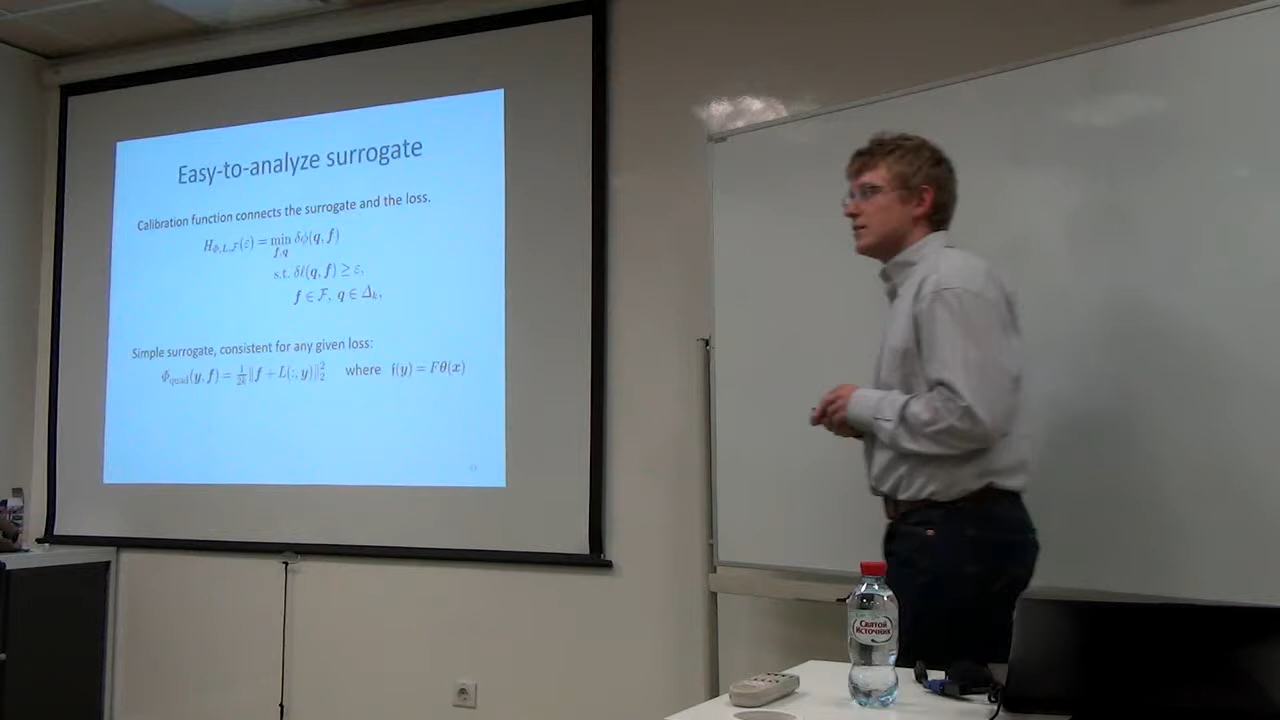 Easy-to-analyze surrogate
Calibration function connects the surrogate and the loss.
H_{Φ,L,ℱ}(ε) = min_{f,q} δϕ(q, f)
s.t. δℓ(q, f) ≥ ε,
f ∈ ℱ, q ∈ Δ_k,
Simple surrogate, consistent for any given loss:
Φ_quad(y, f) = 1/2k ‖f + L(:, y)‖₂² where f(y) = Fθ(x)
Святой
Источник